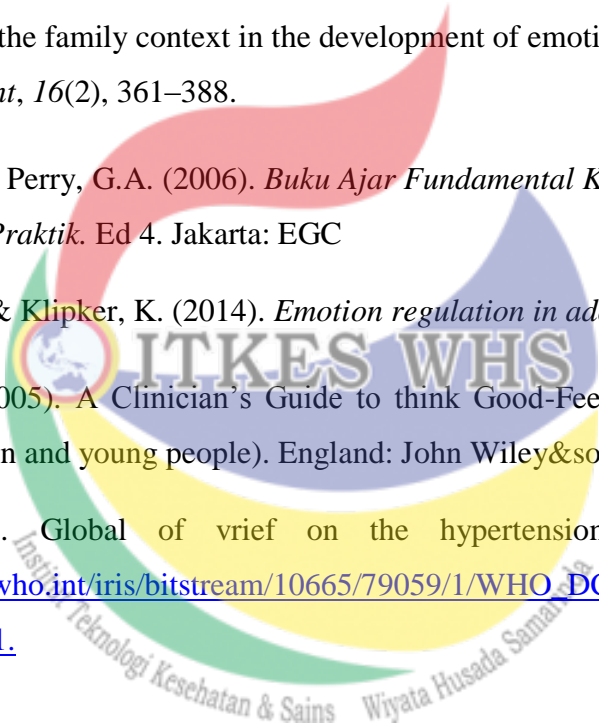 the family context in the development of emoti
nt, 16(2), 361–388.
Perry, G.A. (2006). Buku Ajar Fundamental K
Praktik. Ed 4. Jakarta: EGC
& Klipker, K. (2014). Emotion regulation in ad
ITKES WHS
005). A Clinician’s Guide to think Good-Fee
n and young people). England: John Wiley&so
. Global of vrief on the hypertension
who.int/iris/bitstream/10665/79059/1/WHO_DC
1.
Institut Teknologi Kesehatan & Sains Wiyata Husada Samarinda